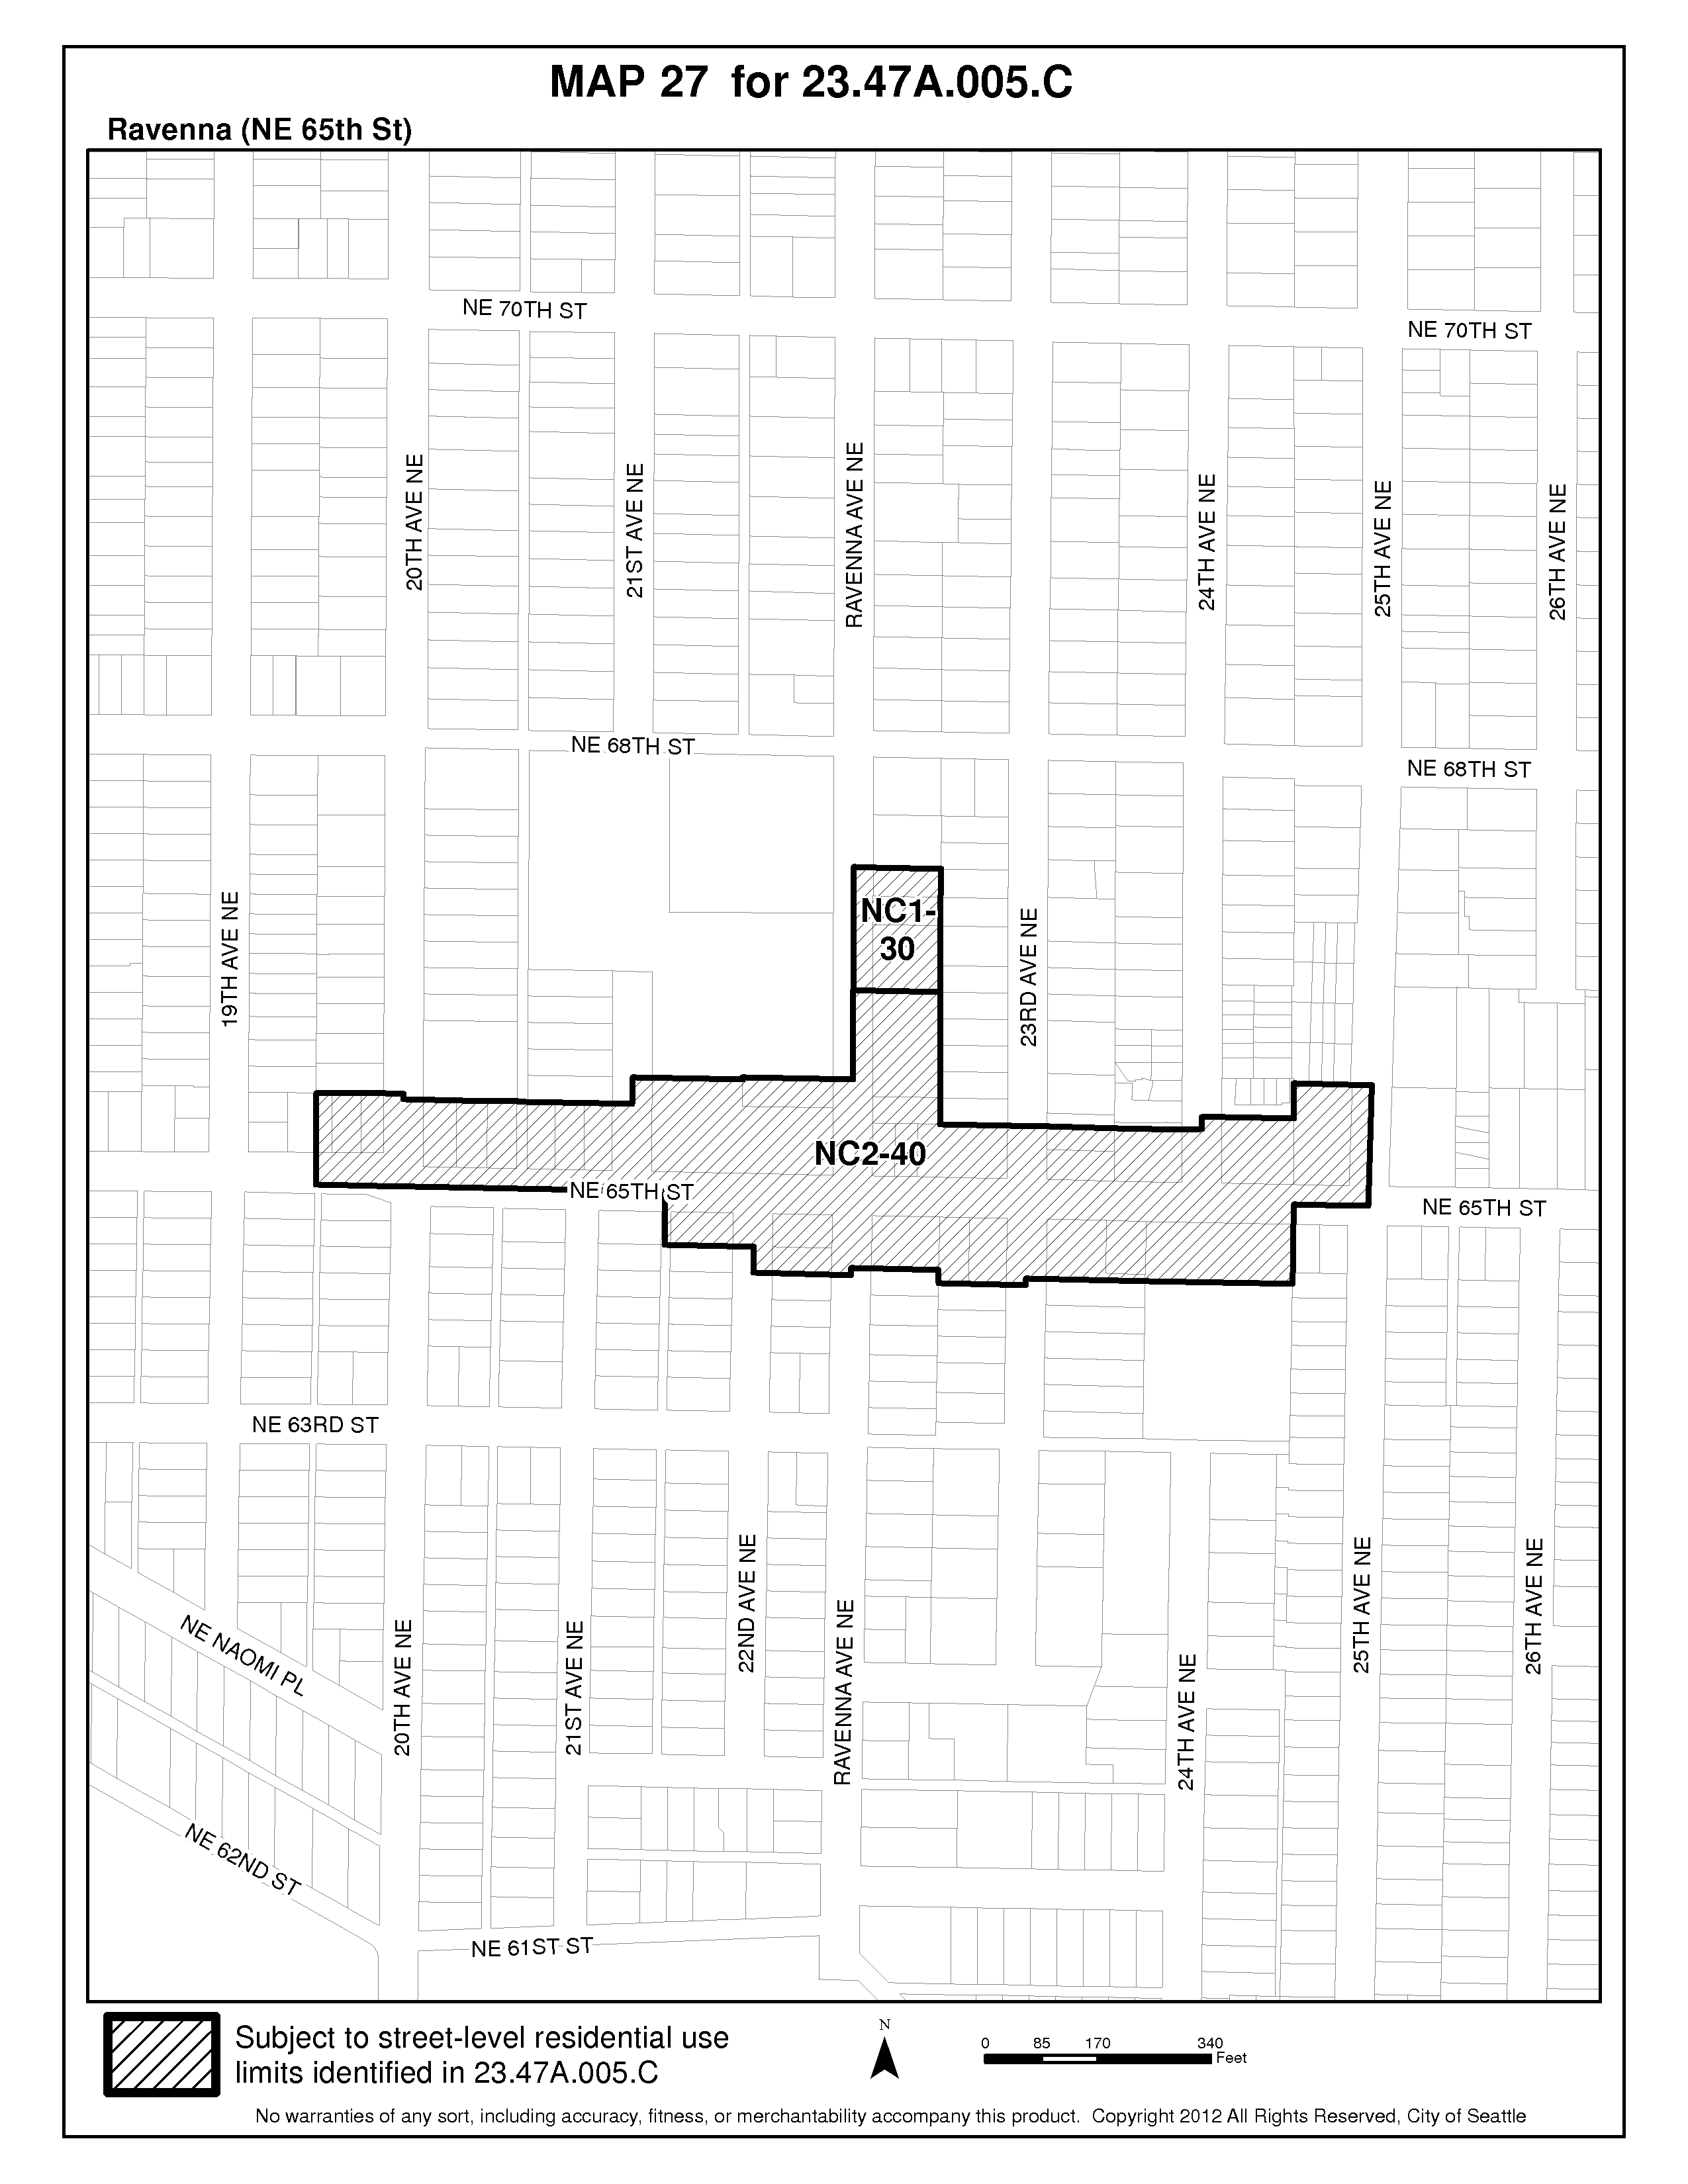 MAP 27 for 23.47A.005.C
Ravenna (NE 65th St)
NE 70TH ST
NE 70TH ST
20TH AVE NE
21ST AVE NE
RAVENNA AVE NE
24TH AVE NE
25TH AVE NE
26TH AVE NE
NE 68TH ST
NE 68TH ST
19TH AVE NE
NC1-
30
23RD AVE NE
NC2-40
NE 65TH ST
NE 65TH ST
NE 63RD ST
NE NAOMI PL
20TH AVE NE
21ST AVE NE
22ND AVE NE
RAVENNA AVE NE
24TH AVE NE
25TH AVE NE
26TH AVE NE
NE 62ND ST
NE 61ST ST
Subject to street-level residential use
limits identified in 23.47A.005.C
N
0 85 170 340
Feet
No warranties of any sort, including accuracy, fitness, or merchantability accompany this product. Copyright 2012 All Rights Reserved, City of Seattle